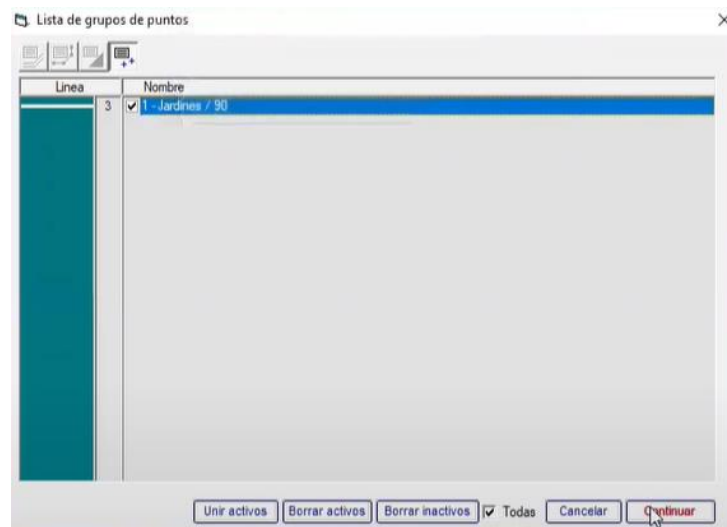 Lista de grupos de puntos
Linea Nombre
3 1 - Jardines / 90
Unir activos Borrar activos Borrar inactivos Todas Cancelar Continuar